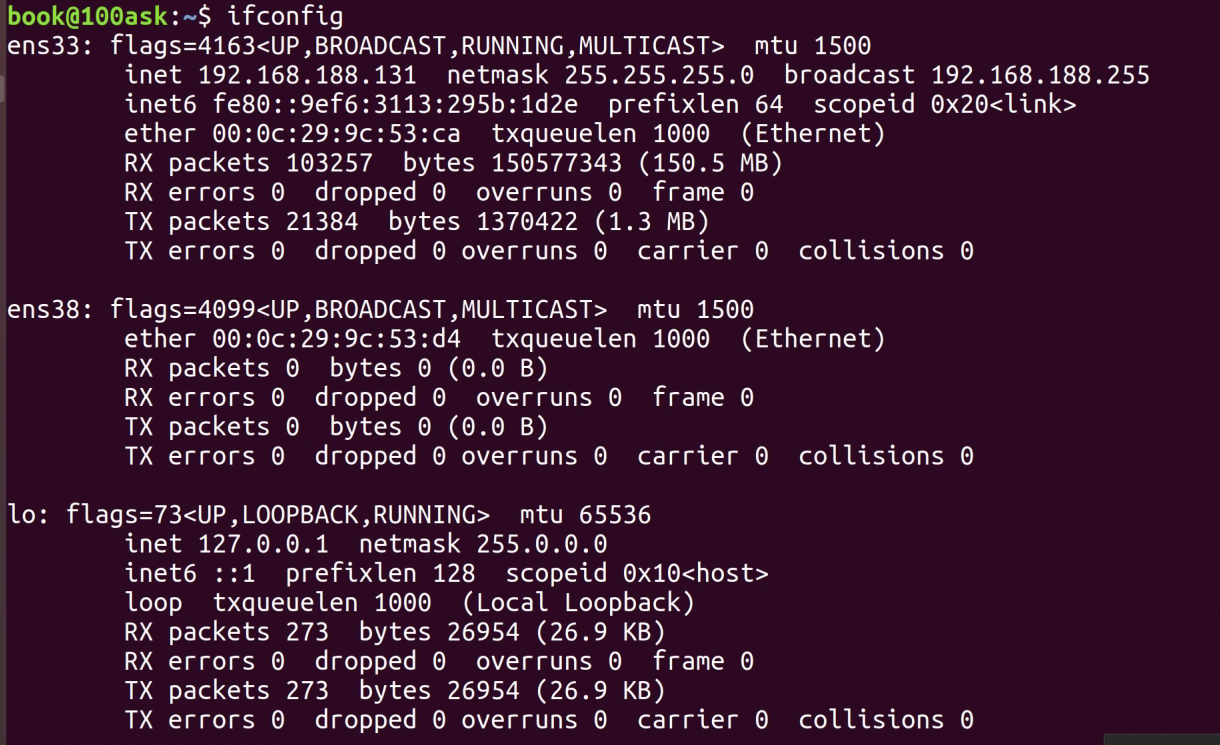 book@100ask:~$ ifconfig
ens33: flags=4163<UP,BROADCAST,RUNNING,MULTICAST>  mtu 1500
        inet 192.168.188.131  netmask 255.255.255.0  broadcast 192.168.188.255
        inet6 fe80::9ef6:3113:295b:1d2e  prefixlen 64  scopeid 0x20<link>
        ether 00:0c:29:9c:53:ca  txqueuelen 1000  (Ethernet)
        RX packets 103257  bytes 150577343 (150.5 MB)
        RX errors 0  dropped 0  overruns 0  frame 0
        TX packets 21384  bytes 1370422 (1.3 MB)
        TX errors 0  dropped 0 overruns 0  carrier 0  collisions 0

ens38: flags=4099<UP,BROADCAST,MULTICAST>  mtu 1500
        ether 00:0c:29:9c:53:d4  txqueuelen 1000  (Ethernet)
        RX packets 0  bytes 0 (0.0 B)
        RX errors 0  dropped 0  overruns 0  frame 0
        TX packets 0  bytes 0 (0.0 B)
        TX errors 0  dropped 0 overruns 0  carrier 0  collisions 0

lo: flags=73<UP,LOOPBACK,RUNNING>  mtu 65536
        inet 127.0.0.1  netmask 255.0.0.0
        inet6 ::1  prefixlen 128  scopeid 0x10<host>
        loop  txqueuelen 1000  (Local Loopback)
        RX packets 273  bytes 26954 (26.9 KB)
        RX errors 0  dropped 0  overruns 0  frame 0
        TX packets 273  bytes 26954 (26.9 KB)
        TX errors 0  dropped 0 overruns 0  carrier 0  collisions 0